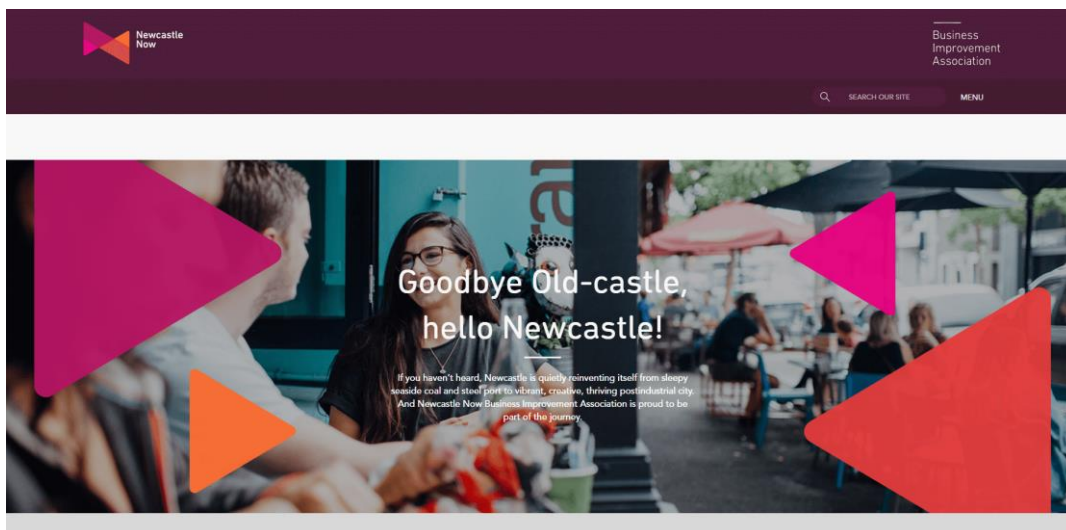 Newcastle
Now
Business
Improvement
Association
SEARCH OUR SITE
MENU
Goodbye Old-castle,
hello Newcastle!
If you haven't heard, Newcastle is quietly reinventing itself from sleepy
seaside coal and steel port to vibrant, creative, thriving postindustrial city.
And Newcastle Now Business Improvement Association is proud to be
part of the journey.